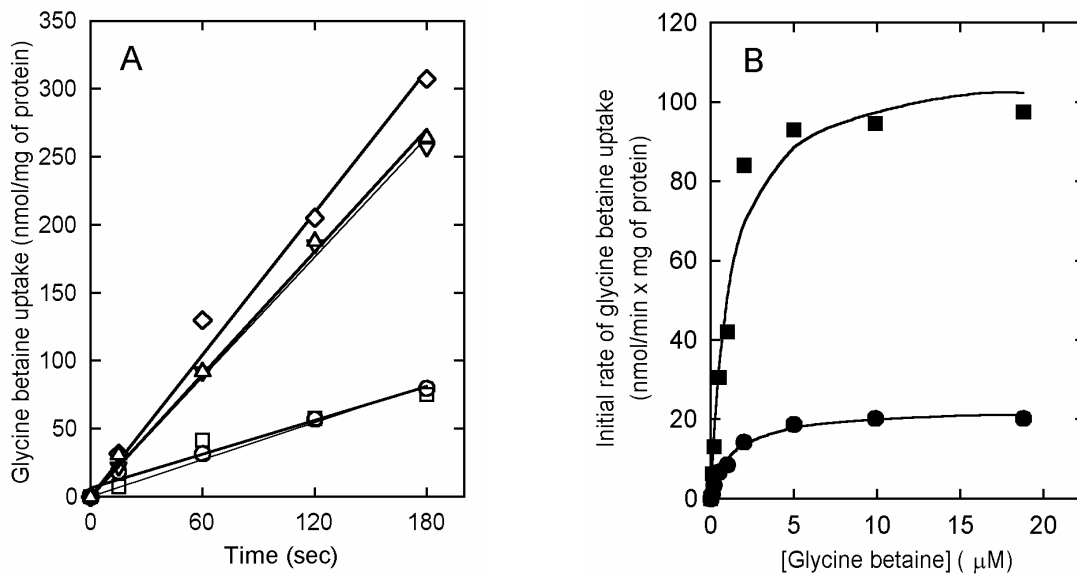 A
Glycine betaine uptake (nmol/mg of protein)
350
300
250
200
150
100
50
0
0 60 120 180
Time (sec)
B
Initial rate of glycine betaine uptake
(nmol/min x mg of protein)
120
100
80
60
40
20
0
0 5 10 15 20
[Glycine betaine] ( μM)